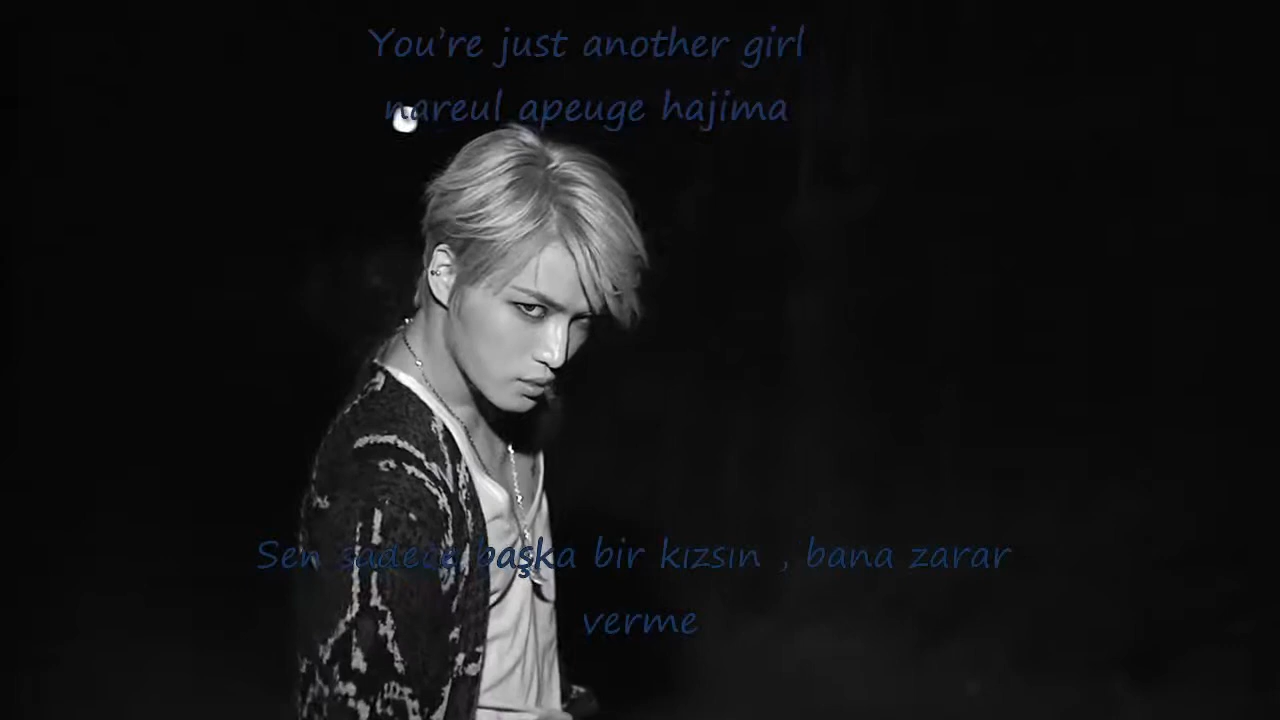 You're just another girl
nareul apeuge hajima
Sen sadece başka bir kızsın , bana zarar
verme